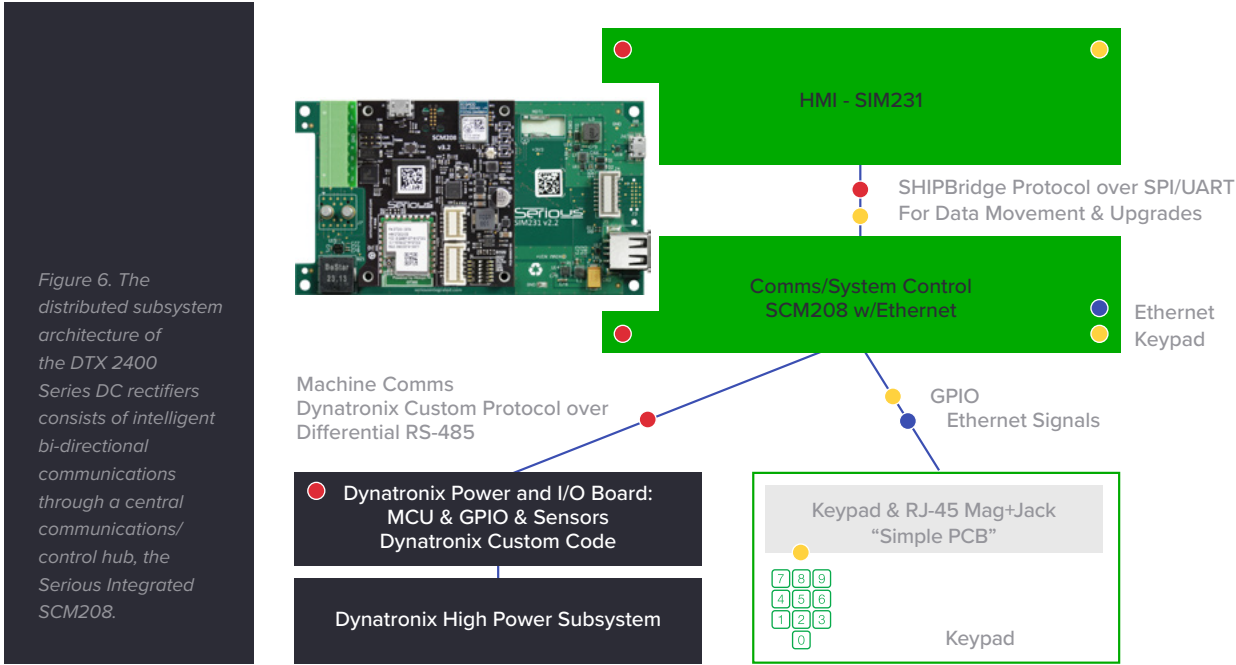 Figure 6. The
distributed subsystem
architecture of
the DTX 2400
Series DC rectifiers
consists of intelligent
bi-directional
communications
through a central
communications/
control hub, the
Serious Integrated
SCM208.
HMI - SIM231
SCM208
v3.2
Serious
SIM231 v2.2
DaStar
23.13
SHIPBridge Protocol over SPI/UART
For Data Movement & Upgrades
Comms/System Control
SCM208 w/Ethernet
Ethernet
Keypad
Machine Comms
Dynatronix Custom Protocol over
Differential RS-485
GPIO
Ethernet Signals
Dynatronix Power and I/O Board:
MCU & GPIO & Sensors
Dynatronix Custom Code
Dynatronix High Power Subsystem
Keypad & RJ-45 Mag+Jack
“Simple PCB”
7 8 9
4 5 6
1 2 3
0
Keypad